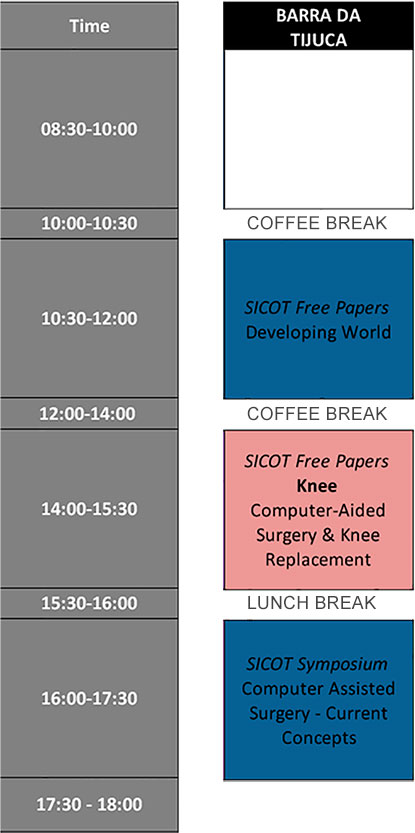 Time
BARRA DA
TIJUCA
08:30-10:00
10:00-10:30
COFFEE BREAK
10:30-12:00
SICOT Free Papers
Developing World
12:00-14:00
COFFEE BREAK
14:00-15:30
SICOT Free Papers
Knee
Computer-Aided
Surgery & Knee
Replacement
15:30-16:00
LUNCH BREAK
16:00-17:30
SICOT Symposium
Computer Assisted
Surgery - Current
Concepts
17:30 - 18:00